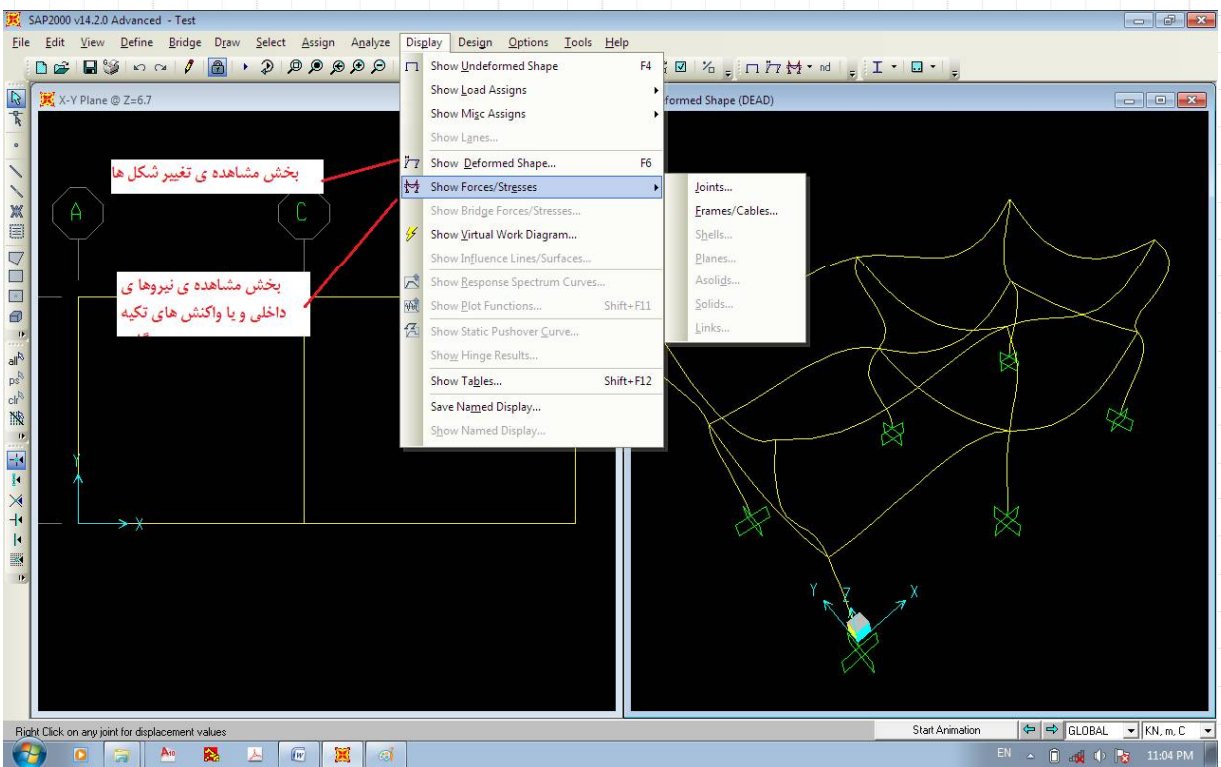 SAP2000 v14.2.0 Advanced - Test
File Edit View Define Bridge Draw Select Assign Analyze Display Design Options Tools Help
nd
X-Y Plane @ Z=6.7
formed Shape (DEAD)
Show Undeformed Shape F4
Show Load Assigns
Show Misc Assigns
Show Lanes...
Show Deformed Shape... F6
Show Forces/Stresses
Show Bridge Forces/Stresses...
Show Virtual Work Diagram...
Show Influence Lines/Surfaces...
Show Response Spectrum Curves...
Show Plot Functions... Shift+F11
Show Static Pushover Curve...
Show Hinge Results...
Show Tables... Shift+F12
Save Named Display...
Show Named Display...
Joints...
Frames/Cables...
Shells...
Planes...
Asolids...
Solids...
Links...
بخش مشاهده ی تغییر شکل ها
A
C
بخش مشاهده ی نیروها ی
داخلی و یا واکنش های تکیه
all
ps
clr
Y
X
Y
Z
X
Right Click on any joint for displacement values
Start Animation
GLOBAL
KN, m, C
EN
11:04 PM